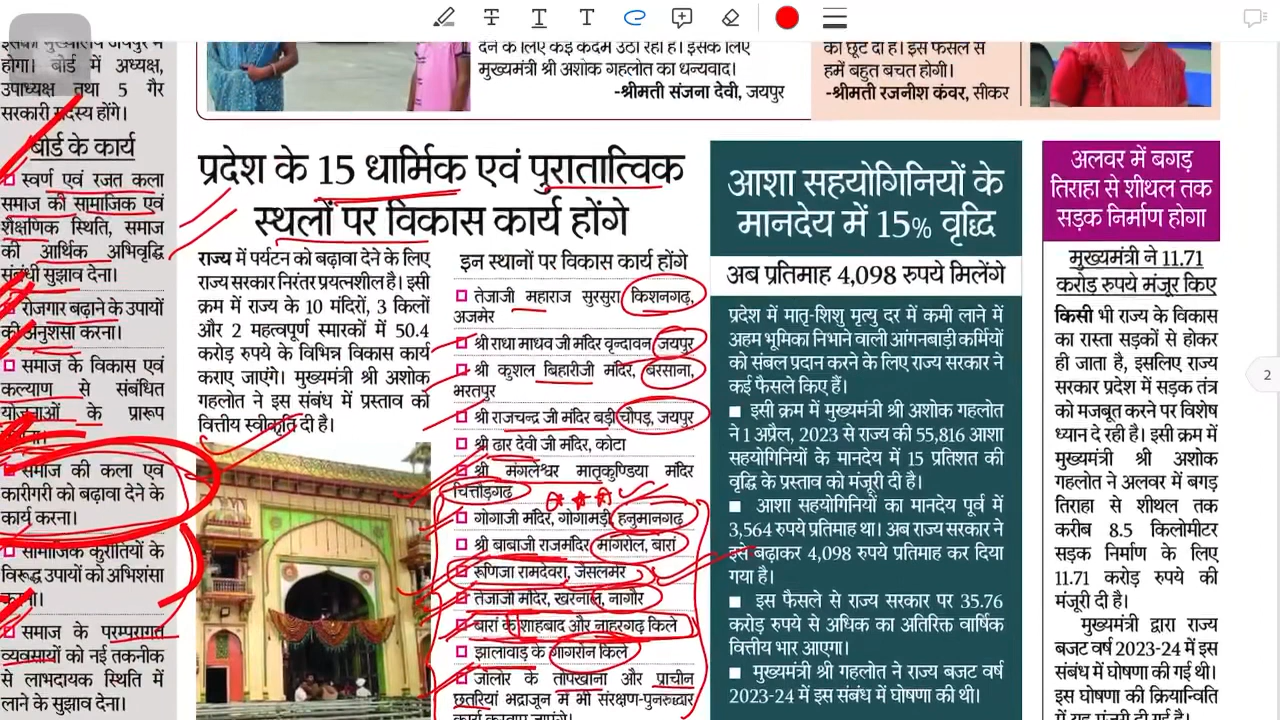 इसका मुख्यालय जयपुर में
होगा। बोर्ड में अध्यक्ष,
उपाध्यक्ष तथा 5 गैर
सरकारी सदस्य होंगे।
बोर्ड के कार्य
स्वर्ण एवं रजत कला
समाज की सामाजिक एवं
शैक्षणिक स्थिति, समाज
की आर्थिक अभिवृद्धि
संबंधी सुझाव देना।
रोजगार बढ़ाने के उपायों
की अनुशंसा करना।
समाज के विकास एवं
कल्याण से संबंधित
योजनाओं के प्रारूप
समाज की कला एवं
कारीगरी को बढ़ावा देने के
कार्य करना।
सामाजिक कुरीतियों के
विरूद्ध उपायों की अभिशंसा
करना।
समाज के परम्परागत
व्यवसायों को नई तकनीक
से लाभदायक स्थिति में
लाने के सुझाव देना।
देने के लिए कई कदम उठा रही है। इसके लिए
मुख्यमंत्री श्री अशोक गहलोत का धन्यवाद।
-श्रीमती संजना देवी, जयपुर
की छूट दी है। इस फैसले से
हमें बहुत बचत होगी।
-श्रीमती रजनीश कंवर, सीकर
प्रदेश के 15 धार्मिक एवं पुरातात्विक
स्थलों पर विकास कार्य होंगे
राज्य में पर्यटन को बढ़ावा देने के लिए
राज्य सरकार निरंतर प्रयत्नशील है। इसी
क्रम में राज्य के 10 मंदिरों, 3 किलों
और 2 महत्वपूर्ण स्मारकों में 50.4
करोड़ रुपये के विभिन्न विकास कार्य
कराए जाएंगे। मुख्यमंत्री श्री अशोक
गहलोत ने इस संबंध में प्रस्ताव को
वित्तीय स्वीकृति दी है।
इन स्थानों पर विकास कार्य होंगे
तेजाजी महाराज सुरसुरा, किशनगढ़,
अजमेर
श्री राधा माधव जी मंदिर वृन्दावन, जयपुर
श्री कुशल बिहारीजी मंदिर, बरसाना,
भरतपुर
श्री राजचन्द्र जी मंदिर बड़ी चौपड़, जयपुर
श्री ढार देवी जी मंदिर, कोटा
श्री मंगलेश्वर मातृकुण्डिया मंदिर
चित्तौड़गढ़
गोगाजी मंदिर, गोगामड़ी, हनुमानगढ़
श्री बाबाजी राजमंदिर, मांगरोल, बारां
रूणिजा रामदेवरा, जैसलमेर
तेजाजी मंदिर, खरनाल, नागौर
बारां के शाहबाद और नाहरगढ़ किले
झालावाड़ के गागरोन किले
जालोर के तोपखाना और प्राचीन
छतरियां भद्राजून में भी संरक्षण-पुनरूद्धार
कार्य करवाए जाएंगे।
आशा सहयोगिनियों के
मानदेय में 15% वृद्धि
अब प्रतिमाह 4,098 रुपये मिलेंगे
प्रदेश में मातृ-शिशु मृत्यु दर में कमी लाने में
अहम भूमिका निभाने वाली आंगनबाड़ी कर्मियों
को संबल प्रदान करने के लिए राज्य सरकार ने
कई फैसले किए हैं।
इसी क्रम में मुख्यमंत्री श्री अशोक गहलोत
ने 1 अप्रैल, 2023 से राज्य की 55,816 आशा
सहयोगिनियों के मानदेय में 15 प्रतिशत की
वृद्धि के प्रस्ताव को मंजूरी दी है।
आशा सहयोगिनियों का मानदेय पूर्व में
3,564 रुपये प्रतिमाह था। अब राज्य सरकार ने
इसे बढ़ाकर 4,098 रुपये प्रतिमाह कर दिया
गया है।
इस फैसले से राज्य सरकार पर 35.76
करोड़ रुपये से अधिक का अतिरिक्त वार्षिक
वित्तीय भार आएगा।
मुख्यमंत्री श्री गहलोत ने राज्य बजट वर्ष
2023-24 में इस संबंध में घोषणा की थी।
अलवर में बगड़
तिराहा से शीथल तक
सड़क निर्माण होगा
मुख्यमंत्री ने 11.71
करोड़ रुपये मंजूर किए
किसी भी राज्य के विकास
का रास्ता सड़कों से होकर
ही जाता है, इसलिए राज्य
सरकार प्रदेश में सड़क तंत्र
को मजबूत करने पर विशेष
ध्यान दे रही है। इसी क्रम में
मुख्यमंत्री श्री अशोक
गहलोत ने अलवर में बगड़
तिराहा से शीथल तक
करीब 8.5 किलोमीटर
सड़क निर्माण के लिए
11.71 करोड़ रुपये की
मंजूरी दी है।
मुख्यमंत्री द्वारा राज्य
बजट वर्ष 2023-24 में इस
संबंध में घोषणा की गई थी।
इस घोषणा की क्रियान्विति
में यह मंजूरी दी गई है।
2